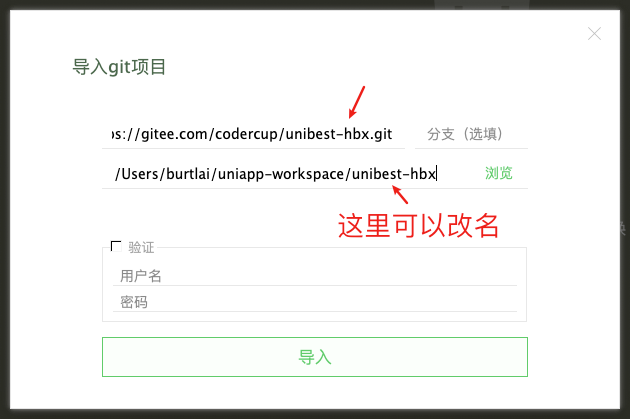 导入git项目
ps://gitee.com/codercup/unibest-hbx.git
分支（选填）
/Users/burtlai/uniapp-workspace/unibest-hbx
浏览
这里可以改名
验证
用户名
密码
导入